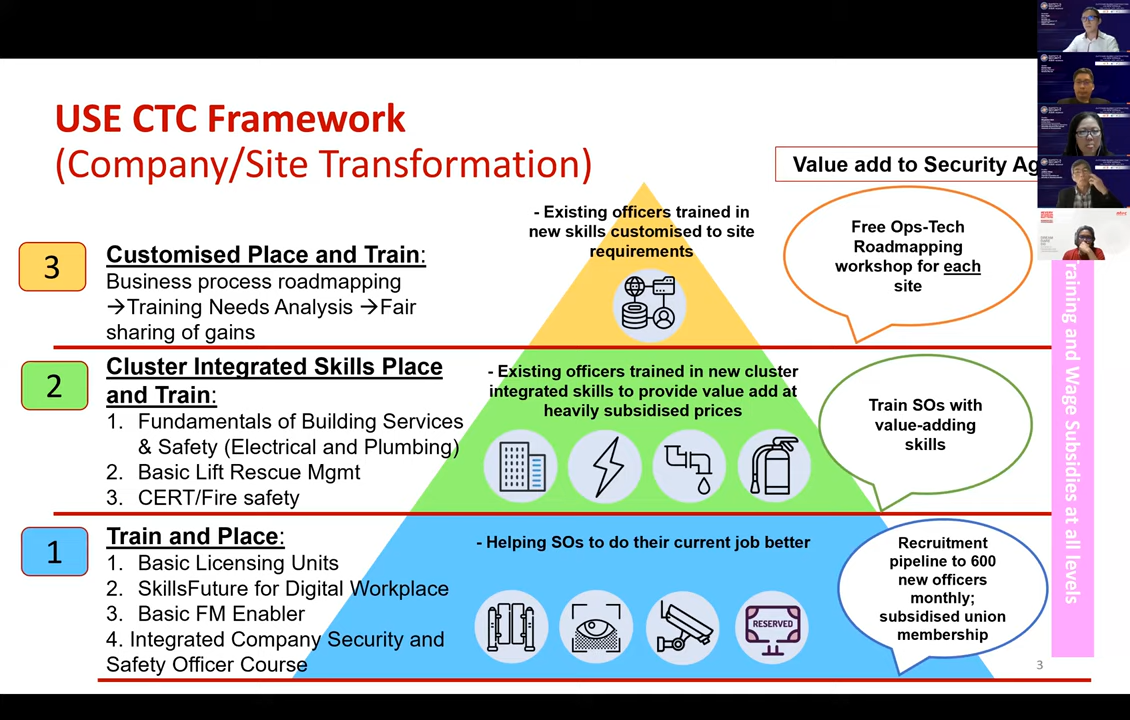 USE CTC Framework
(Company/Site Transformation)
Value add to Security Ag
- Existing officers trained in
new skills customised to site
requirements
Free Ops-Tech
Roadmapping
workshop for each
site
3
Customised Place and Train:
Business process roadmapping
→Training Needs Analysis →Fair
sharing of gains
2
Cluster Integrated Skills Place
and Train:
1. Fundamentals of Building Services
& Safety (Electrical and Plumbing)
2. Basic Lift Rescue Mgmt
3. CERT/Fire safety
- Existing officers trained in new cluster
integrated skills to provide value add at
heavily subsidised prices
Train SOs with
value-adding
skills
1
Train and Place:
1. Basic Licensing Units
2. SkillsFuture for Digital Workplace
3. Basic FM Enabler
4. Integrated Company Security and
Safety Officer Course
- Helping SOs to do their current job better
RESERVED
Recruitment
pipeline to 600
new officers
monthly;
subsidised union
membership
raining and Wage Subsidies at all levels
3